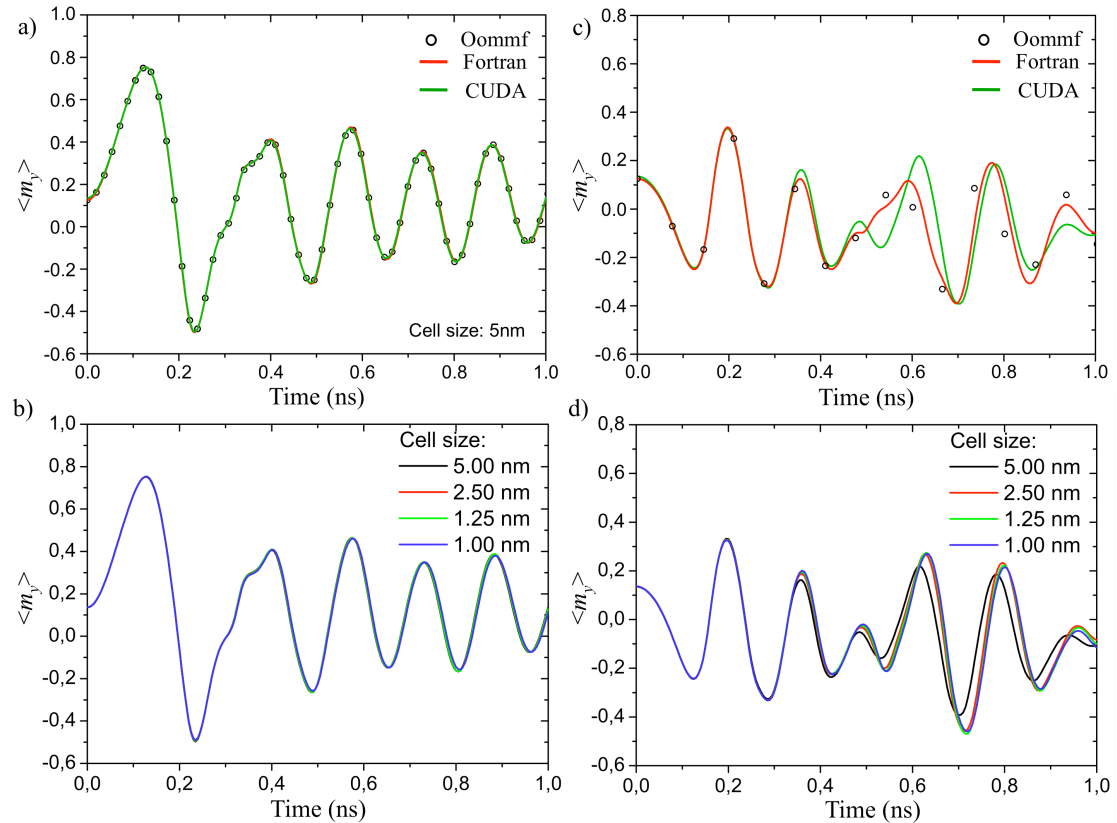 a)
Oommf
Fortran
CUDA
1.0
0.8
0.6
0.4
0.2
0.0
-0.2
-0.4
-0.6
<m_y>
Cell size: 5nm
0.0 0.2 0.4 0.6 0.8 1.0
Time (ns)
c)
Oommf
Fortran
CUDA
0.8
0.6
0.4
0.2
0.0
-0.2
-0.4
-0.6
<m_y>
0.0 0.2 0.4 0.6 0.8 1.0
Time (ns)
b)
Cell size:
5.00 nm
2.50 nm
1.25 nm
1.00 nm
1,0
0,8
0,6
0,4
0,2
0,0
-0,2
-0,4
-0,6
<m_y>
0,0 0,2 0,4 0,6 0,8 1,0
Time (ns)
d)
Cell size:
5.00 nm
2.50 nm
1.25 nm
1.00 nm
0,8
0,6
0,4
0,2
0,0
-0,2
-0,4
-0,6
<m_y>
0,0 0,2 0,4 0,6 0,8 1,0
Time (ns)